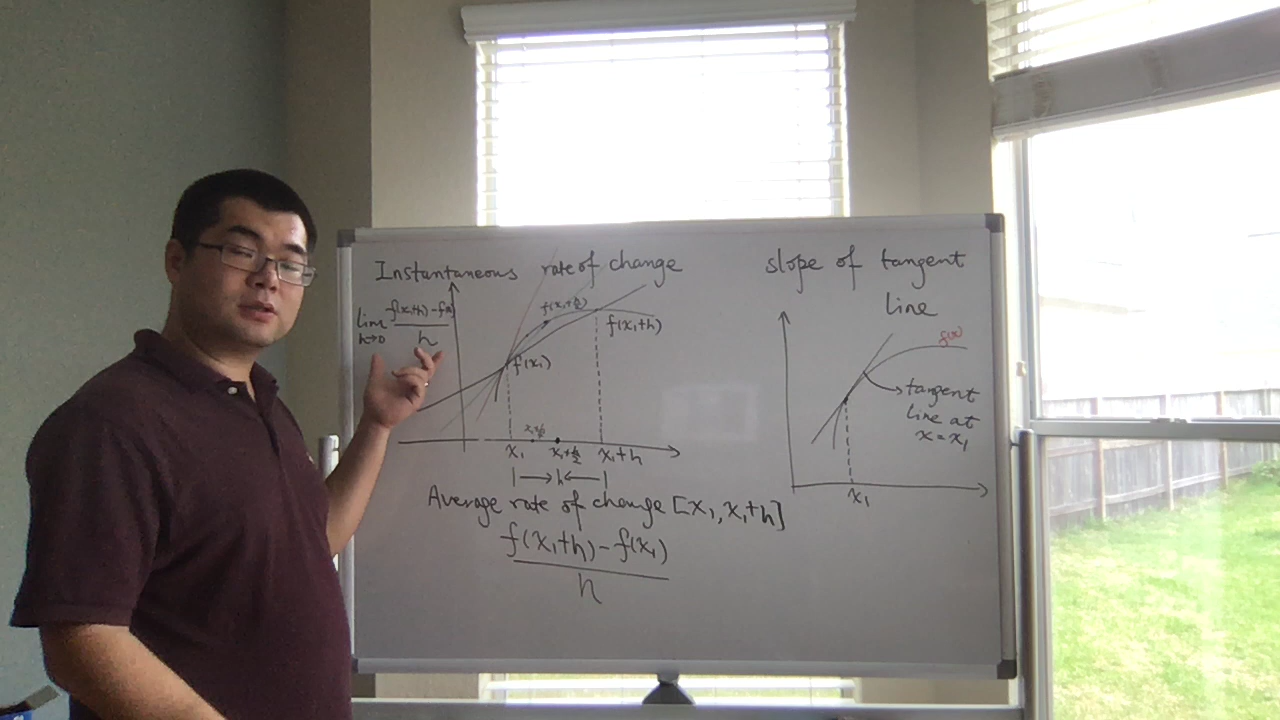 Instantaneous rate of change
lim h→0 f(x₁+h)-f(x₁)
h
f(x₁+h/2)
f(x₁+h)
f(x₁)
x₁ x₁+h/2 x₁+h
|→h←|
Average rate of change [x₁, x₁+h]
f(x₁+h)-f(x₁)
h
slope of tangent
line
f(x)
tangent
line at
x=x₁
x₁